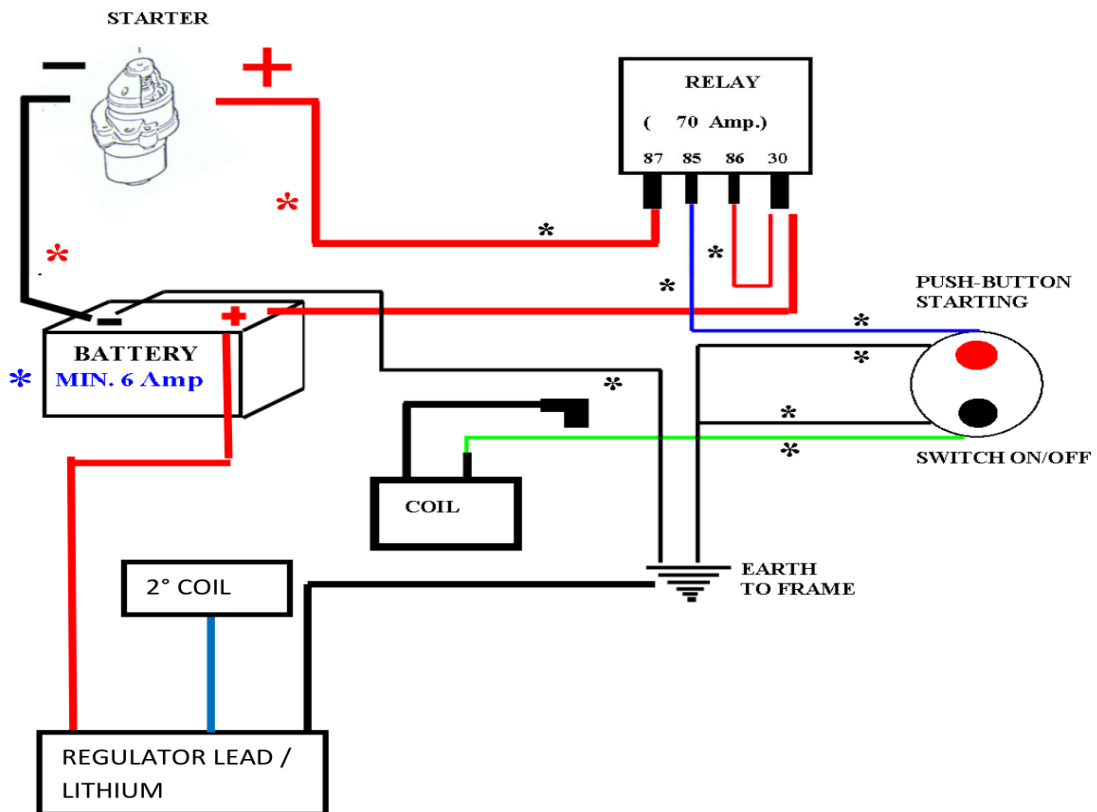 STARTER
− +
RELAY
( 70 Amp.)
87 85 86 30
*
*
*
*
*
PUSH-BUTTON
STARTING
− +
BATTERY
* MIN. 6 Amp
*
*
*
*
*
SWITCH ON/OFF
COIL
EARTH
TO FRAME
2° COIL
REGULATOR LEAD /
LITHIUM